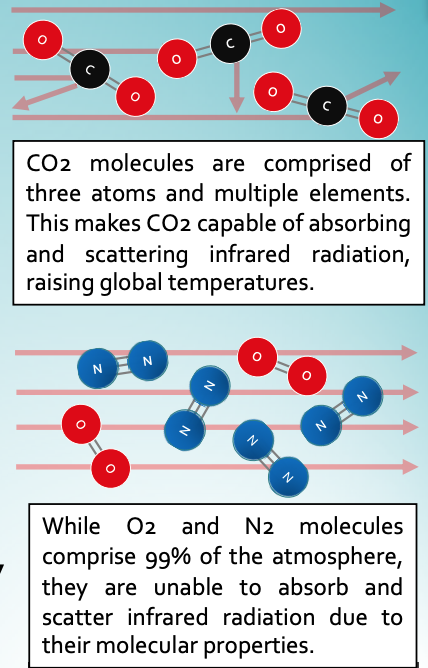 O
C
O
O
C
O
O
C
O
CO2 molecules are comprised of
three atoms and multiple elements.
This makes CO2 capable of absorbing
and scattering infrared radiation,
raising global temperatures.
N
N
O
O
N
N
N
N
O
O
N
N
While O2 and N2 molecules
comprise 99% of the atmosphere,
they are unable to absorb and
scatter infrared radiation due to
their molecular properties.